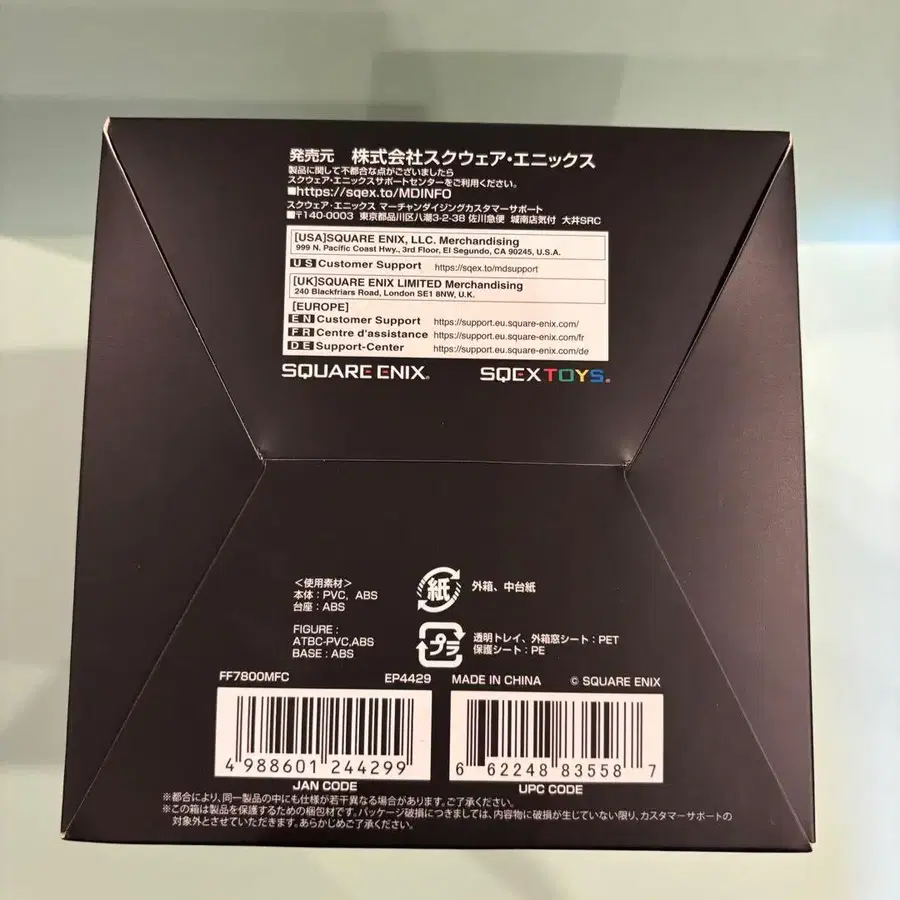 発売元 株式会社スクウェア・エニックス
製品に関して不都合な点がございましたら
スクウェア・エニックスサポートセンターをご利用ください。
■https://sqex.to/MDINFO
スクウェア・エニックス マーチャンダイジングカスタマーサポート
■〒140-0003 東京都品川区八潮3-2-38 佐川急便 城南店気付 大井SRC
[USA]SQUARE ENIX, LLC. Merchandising
999 N. Pacific Coast Hwy., 3rd Floor, El Segundo, CA 90245, U.S.A.
US Customer Support https://sqex.to/mdsupport
[UK]SQUARE ENIX LIMITED Merchandising
240 Blackfriars Road, London SE1 8NW, U.K.
[EUROPE]
EN Customer Support https://support.eu.square-enix.com/
FR Centre d'assistance https://support.eu.square-enix.com/fr
DE Support-Center https://support.eu.square-enix.com/de
SQUARE ENIX. SQEX TOYS.
<使用素材>
本体:PVC, ABS
台座:ABS
紙 外箱、中台紙
FIGURE:
ATBC-PVC,ABS
BASE:ABS
プラ 透明トレイ、外箱窓シート:PET
保護シート:PE
FF7800MFC EP4429 MADE IN CHINA © SQUARE ENIX
4 988601 244299
JAN CODE
6 62248 83558 7
UPC CODE
※都合により、同一製品の中にも仕様が若干異なる場合があります。ご了承ください。
※この箱は製品を保護するための梱包材です。パッケージ破損につきましては、内容物に破損が生じていない限り、カスタマーサポートの
対象外とさせていただきます。あらかじめご了承ください。